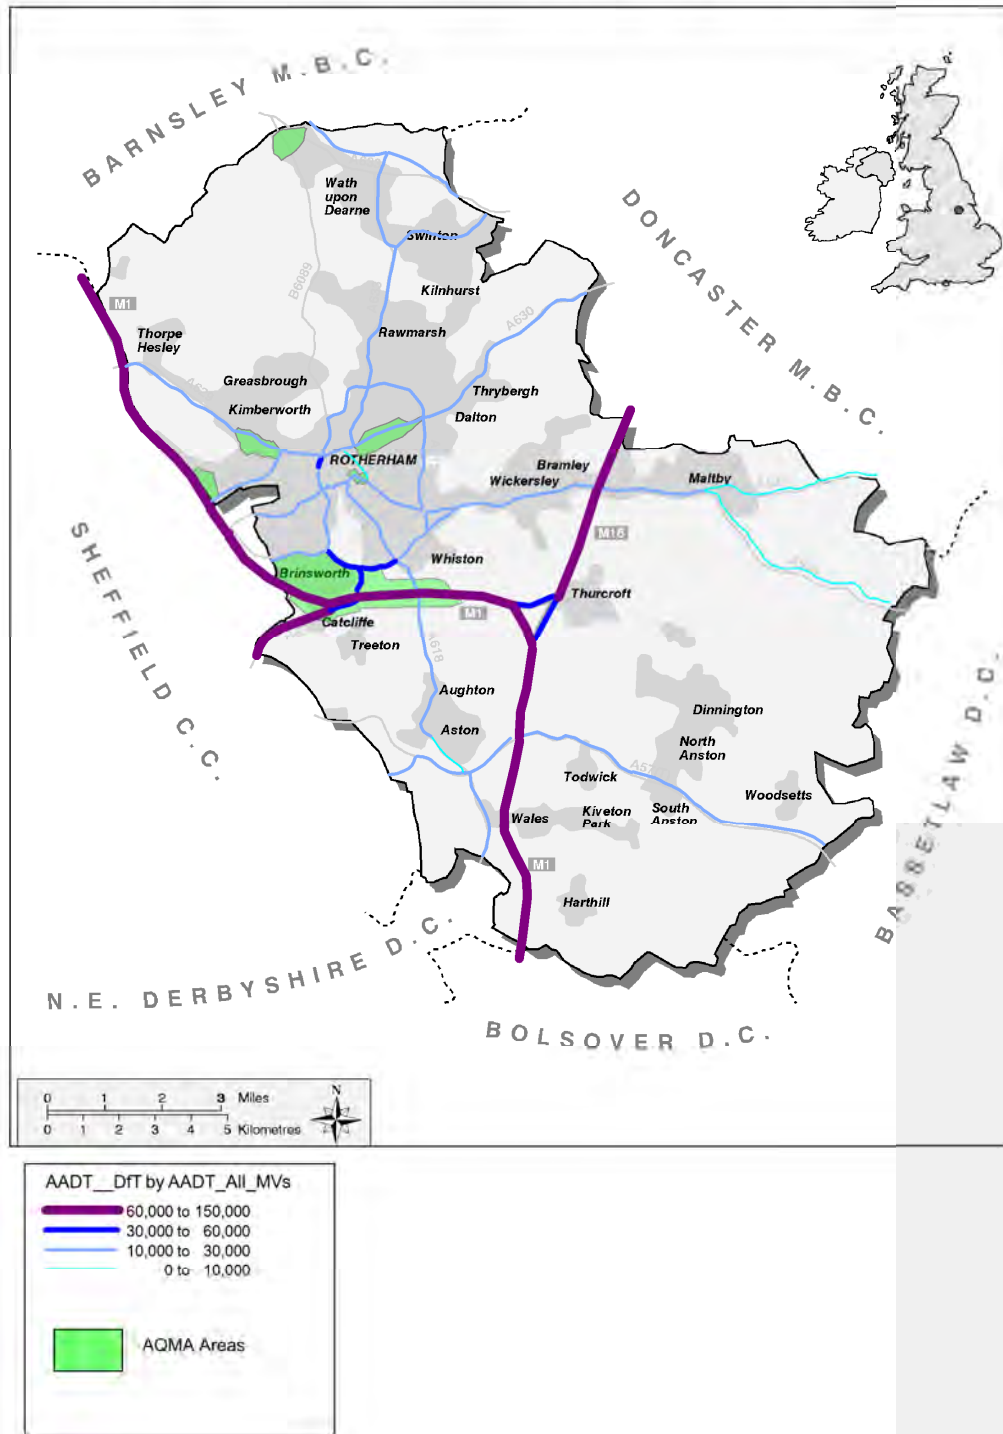 BARNSLEY M.B.C.
DONCASTER M.B.C.
Wath
upon
Dearne
Swinton
B6089
Kilnhurst
M1
A630
Thorpe
Hesley
Rawmarsh
Greasbrough
Thrybergh
Kimberworth
Dalton
ROTHERHAM
Bramley
Wickersley
Maltby
SHEFFIELD C.C.
M18
Whiston
Brinsworth
Thurcroft
M1
Catcliffe
Treeton
A618
Aughton
Dinnington
Aston
North
Anston
Todwick
Woodsetts
Wales
Kiveton
Park
South
Anston
M1
Harthill
BASSETLAW D.C.
N.E. DERBYSHIRE D.C.
BOLSOVER D.C.
0 1 2 3 Miles
0 1 2 3 4 5 Kilometres
N
AADT__DfT by AADT_All_MVs
60,000 to 150,000
30,000 to 60,000
10,000 to 30,000
0 to 10,000
AQMA Areas